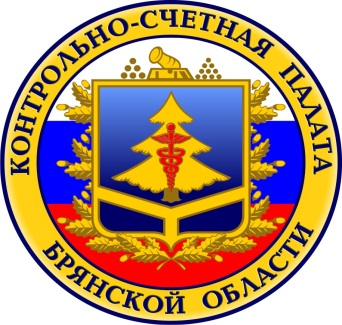 КОНТРОЛЬНО-СЧЕТНАЯ ПАЛАТА
БРЯНСКОЙ ОБЛАСТИ